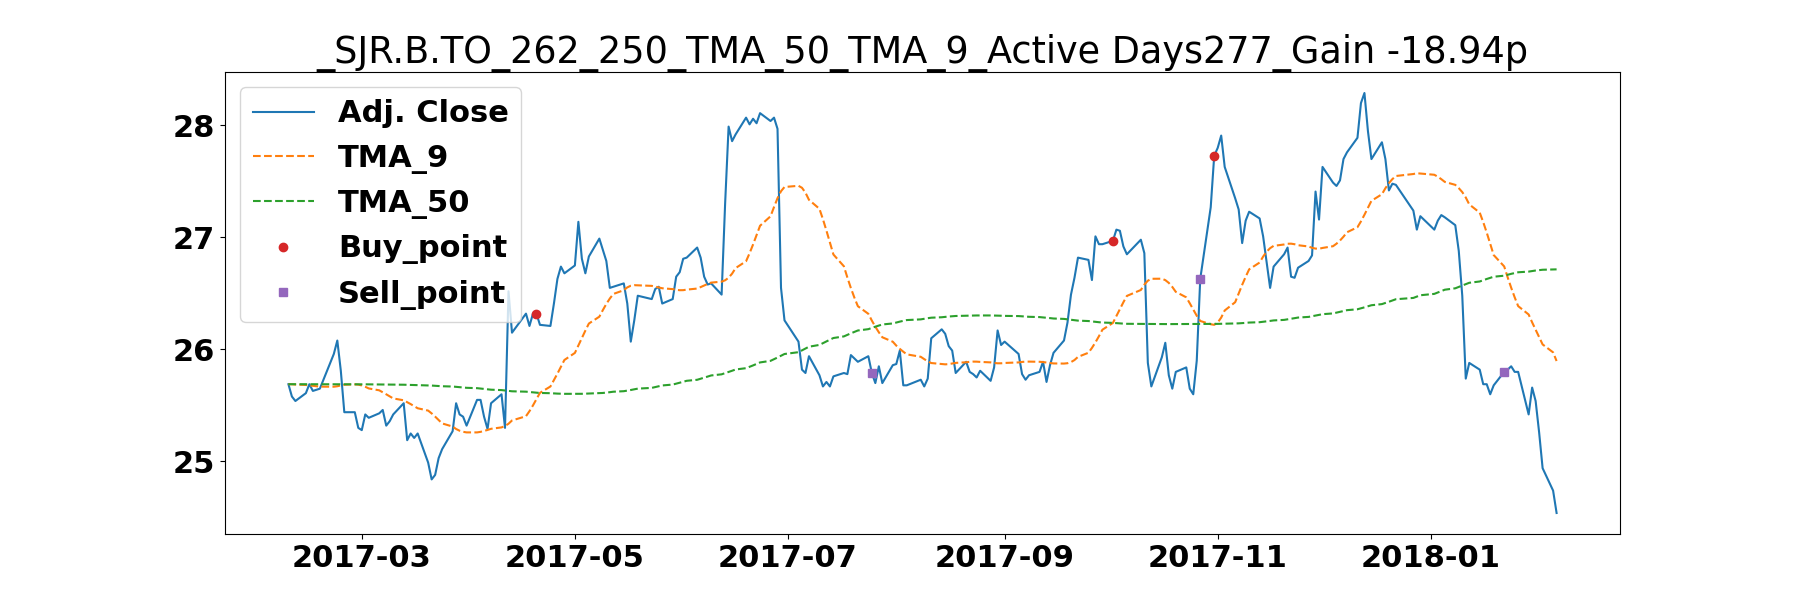 _SJR.B.TO_262_250_TMA_50_TMA_9_Active Days277_Gain -18.94p
Adj. Close
TMA_9
TMA_50
Buy_point
Sell_point
28
27
26
25
2017-03 2017-05 2017-07 2017-09 2017-11 2018-01